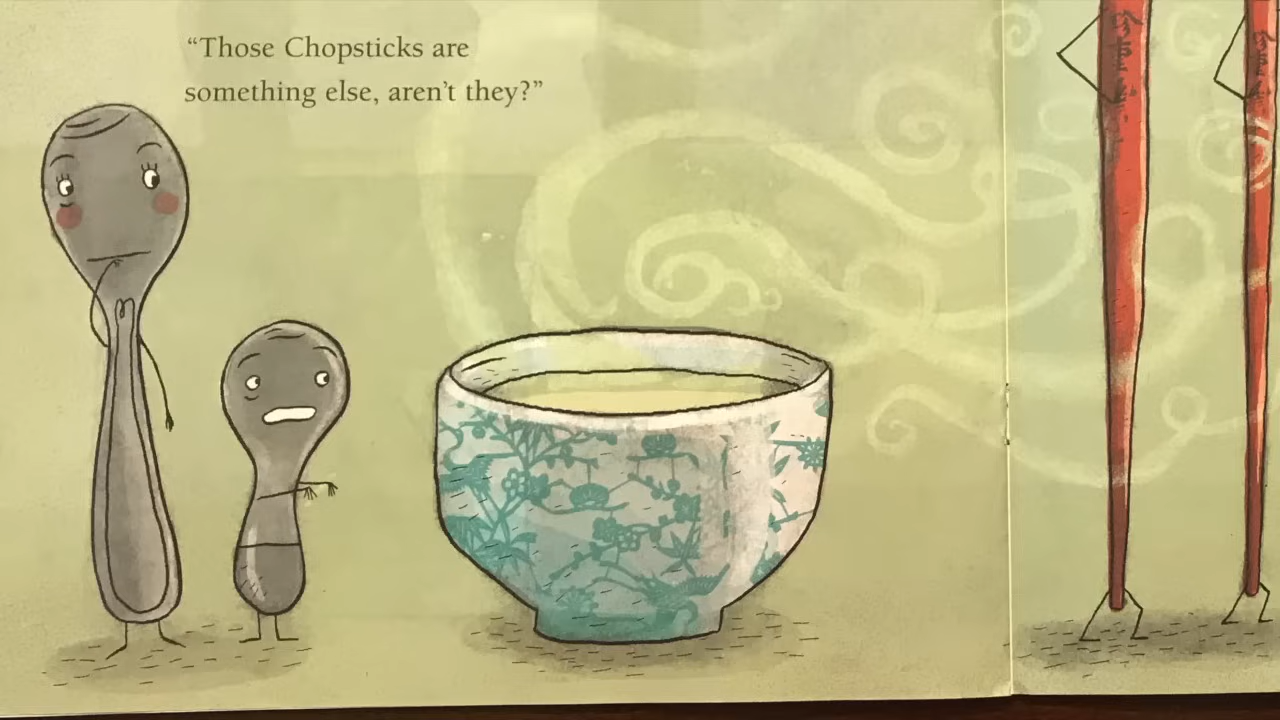 “Those Chopsticks are
something else, aren’t they?”